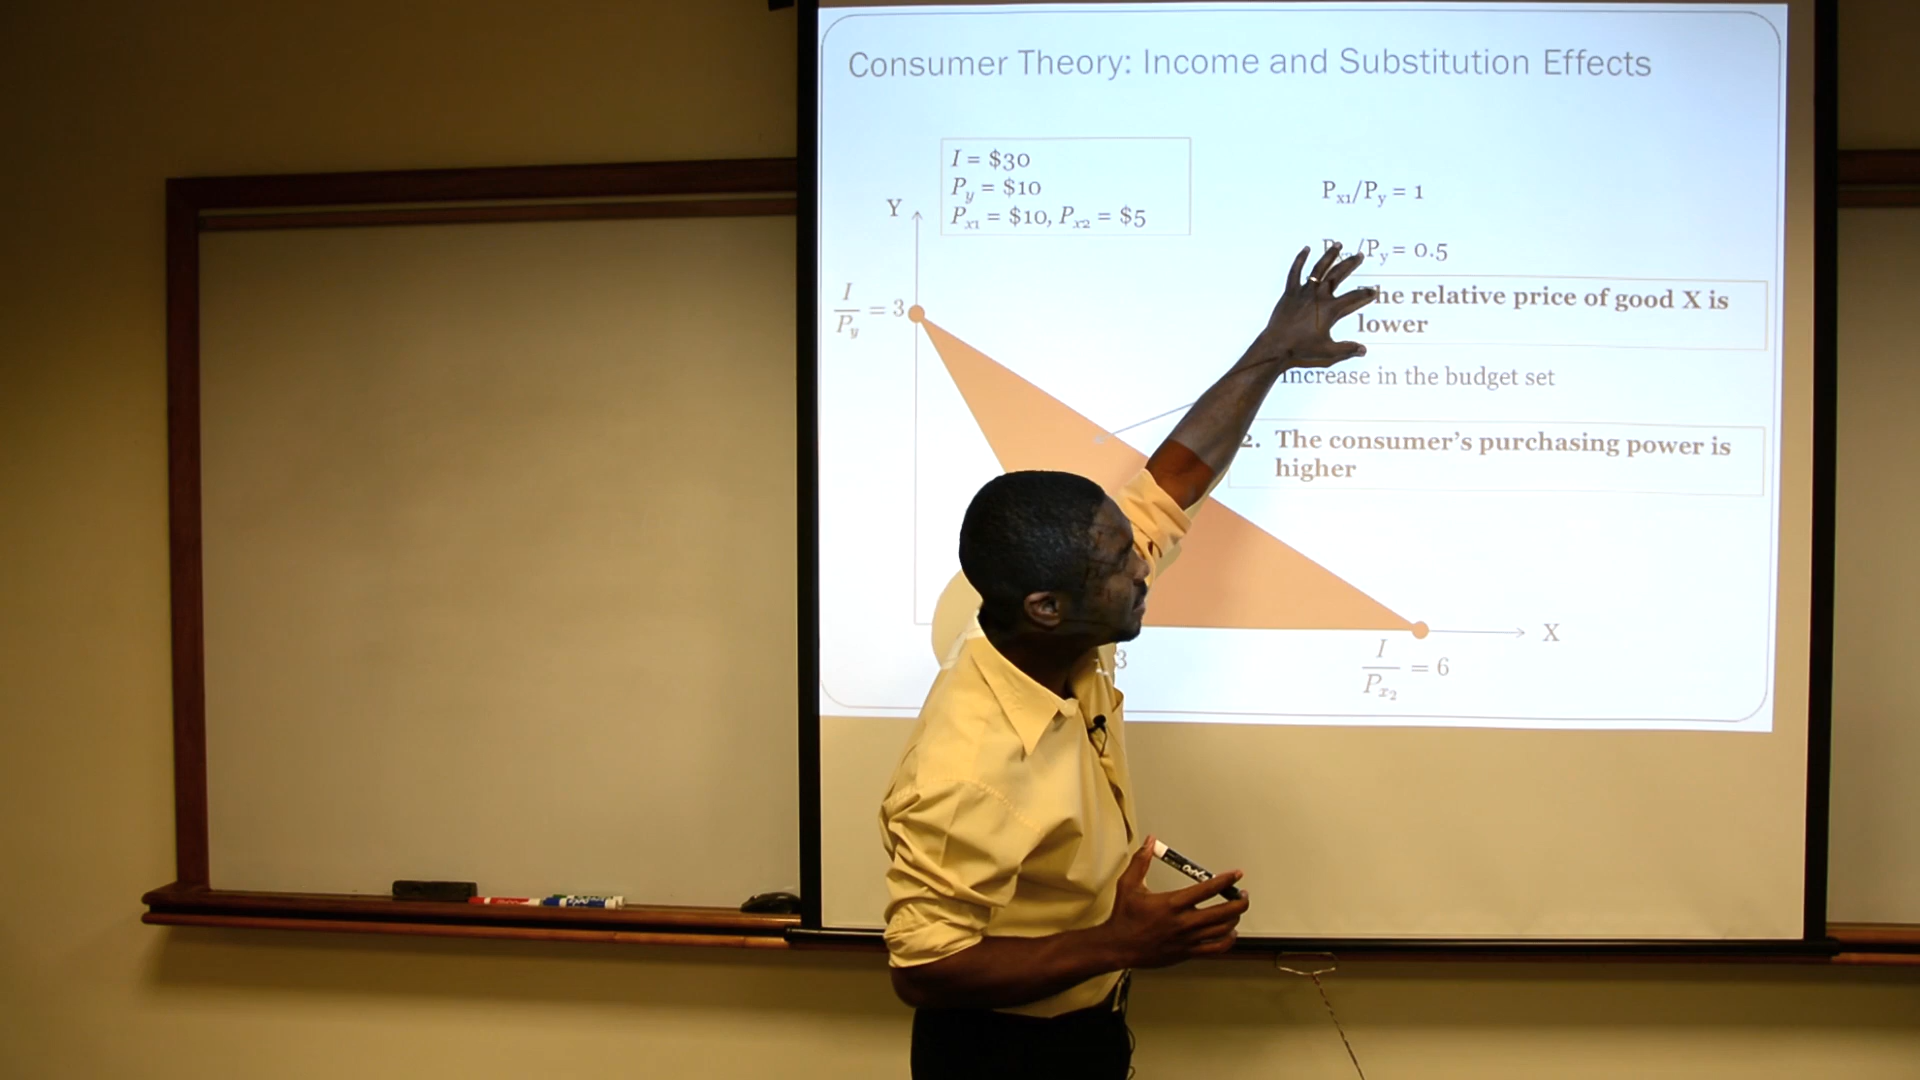 Consumer Theory: Income and Substitution Effects
I = $30
Py = $10
Px1 = $10, Px2 = $5
Px1/Py = 1
/Py = 0.5
Y
I
Py
= 3
The relative price of good X is
lower
Increase in the budget set
2. The consumer's purchasing power is
higher
X
3
I
Px2
= 6